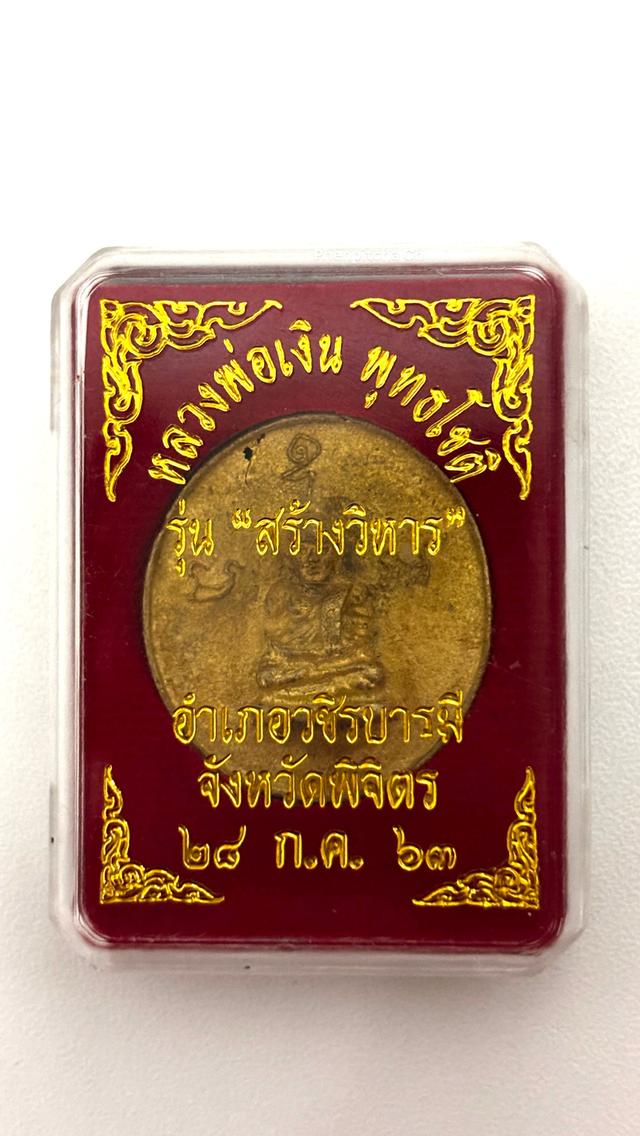 หลวงพ่อเงิน พุทธโชติ
รุ่น “สร้างวิหาร”
อำเภอวชิรบารมี
จังหวัดพิจิตร
๒๘ ก.ค. ๖๓